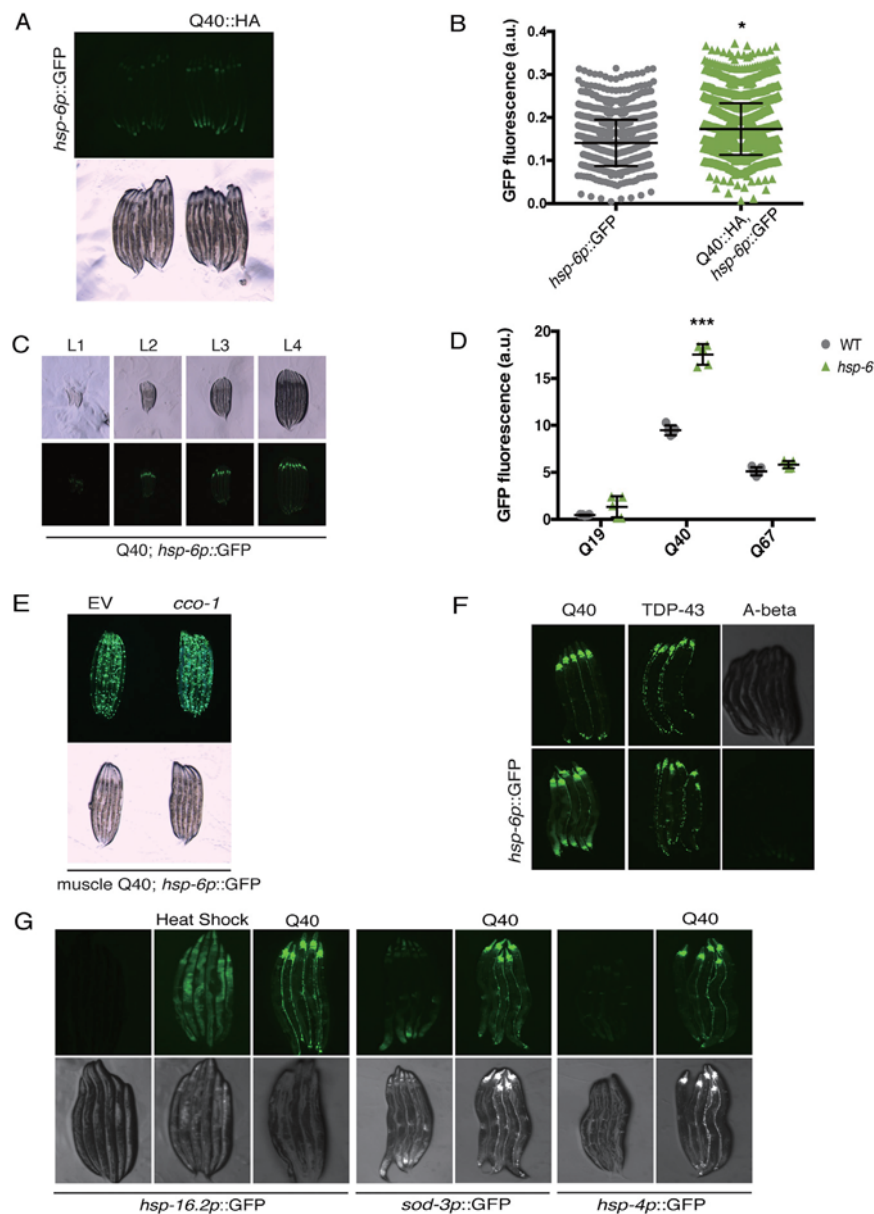 A
Q40::HA
hsp-6p::GFP
B
*
GFP fluorescence (a.u.)
0.4
0.3
0.2
0.1
0.0
hsp-6p::GFP
Q40::HA,
hsp-6p::GFP
C
L1 L2 L3 L4
Q40; hsp-6p::GFP
D
***
GFP fluorescence (a.u.)
20
15
10
5
0
Q19
Q40
Q67
WT
hsp-6
E
EV cco-1
muscle Q40; hsp-6p::GFP
F
Q40 TDP-43 A-beta
hsp-6p::GFP
G
Heat Shock Q40 Q40 Q40
hsp-16.2p::GFP sod-3p::GFP hsp-4p::GFP